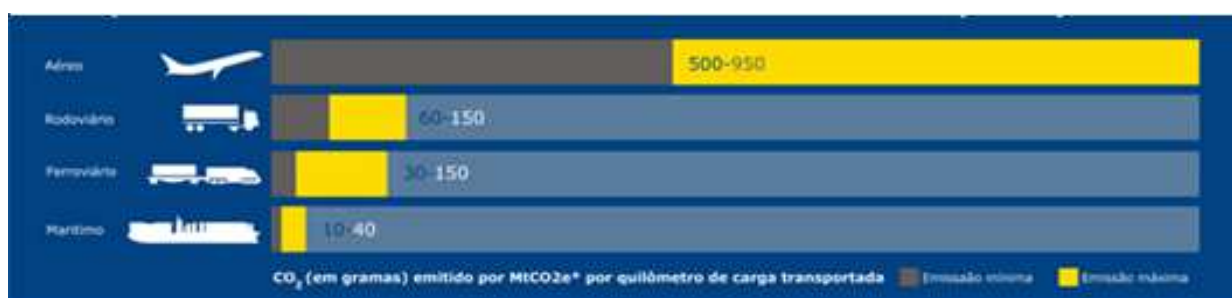 Aéreo
500-950
Rodoviário
60-150
Ferroviário
30-150
Marítimo
10-40
CO₂ (em gramas) emitido por MtCO2e* por quilômetro de carga transportada
Emissão mínima
Emissão máxima